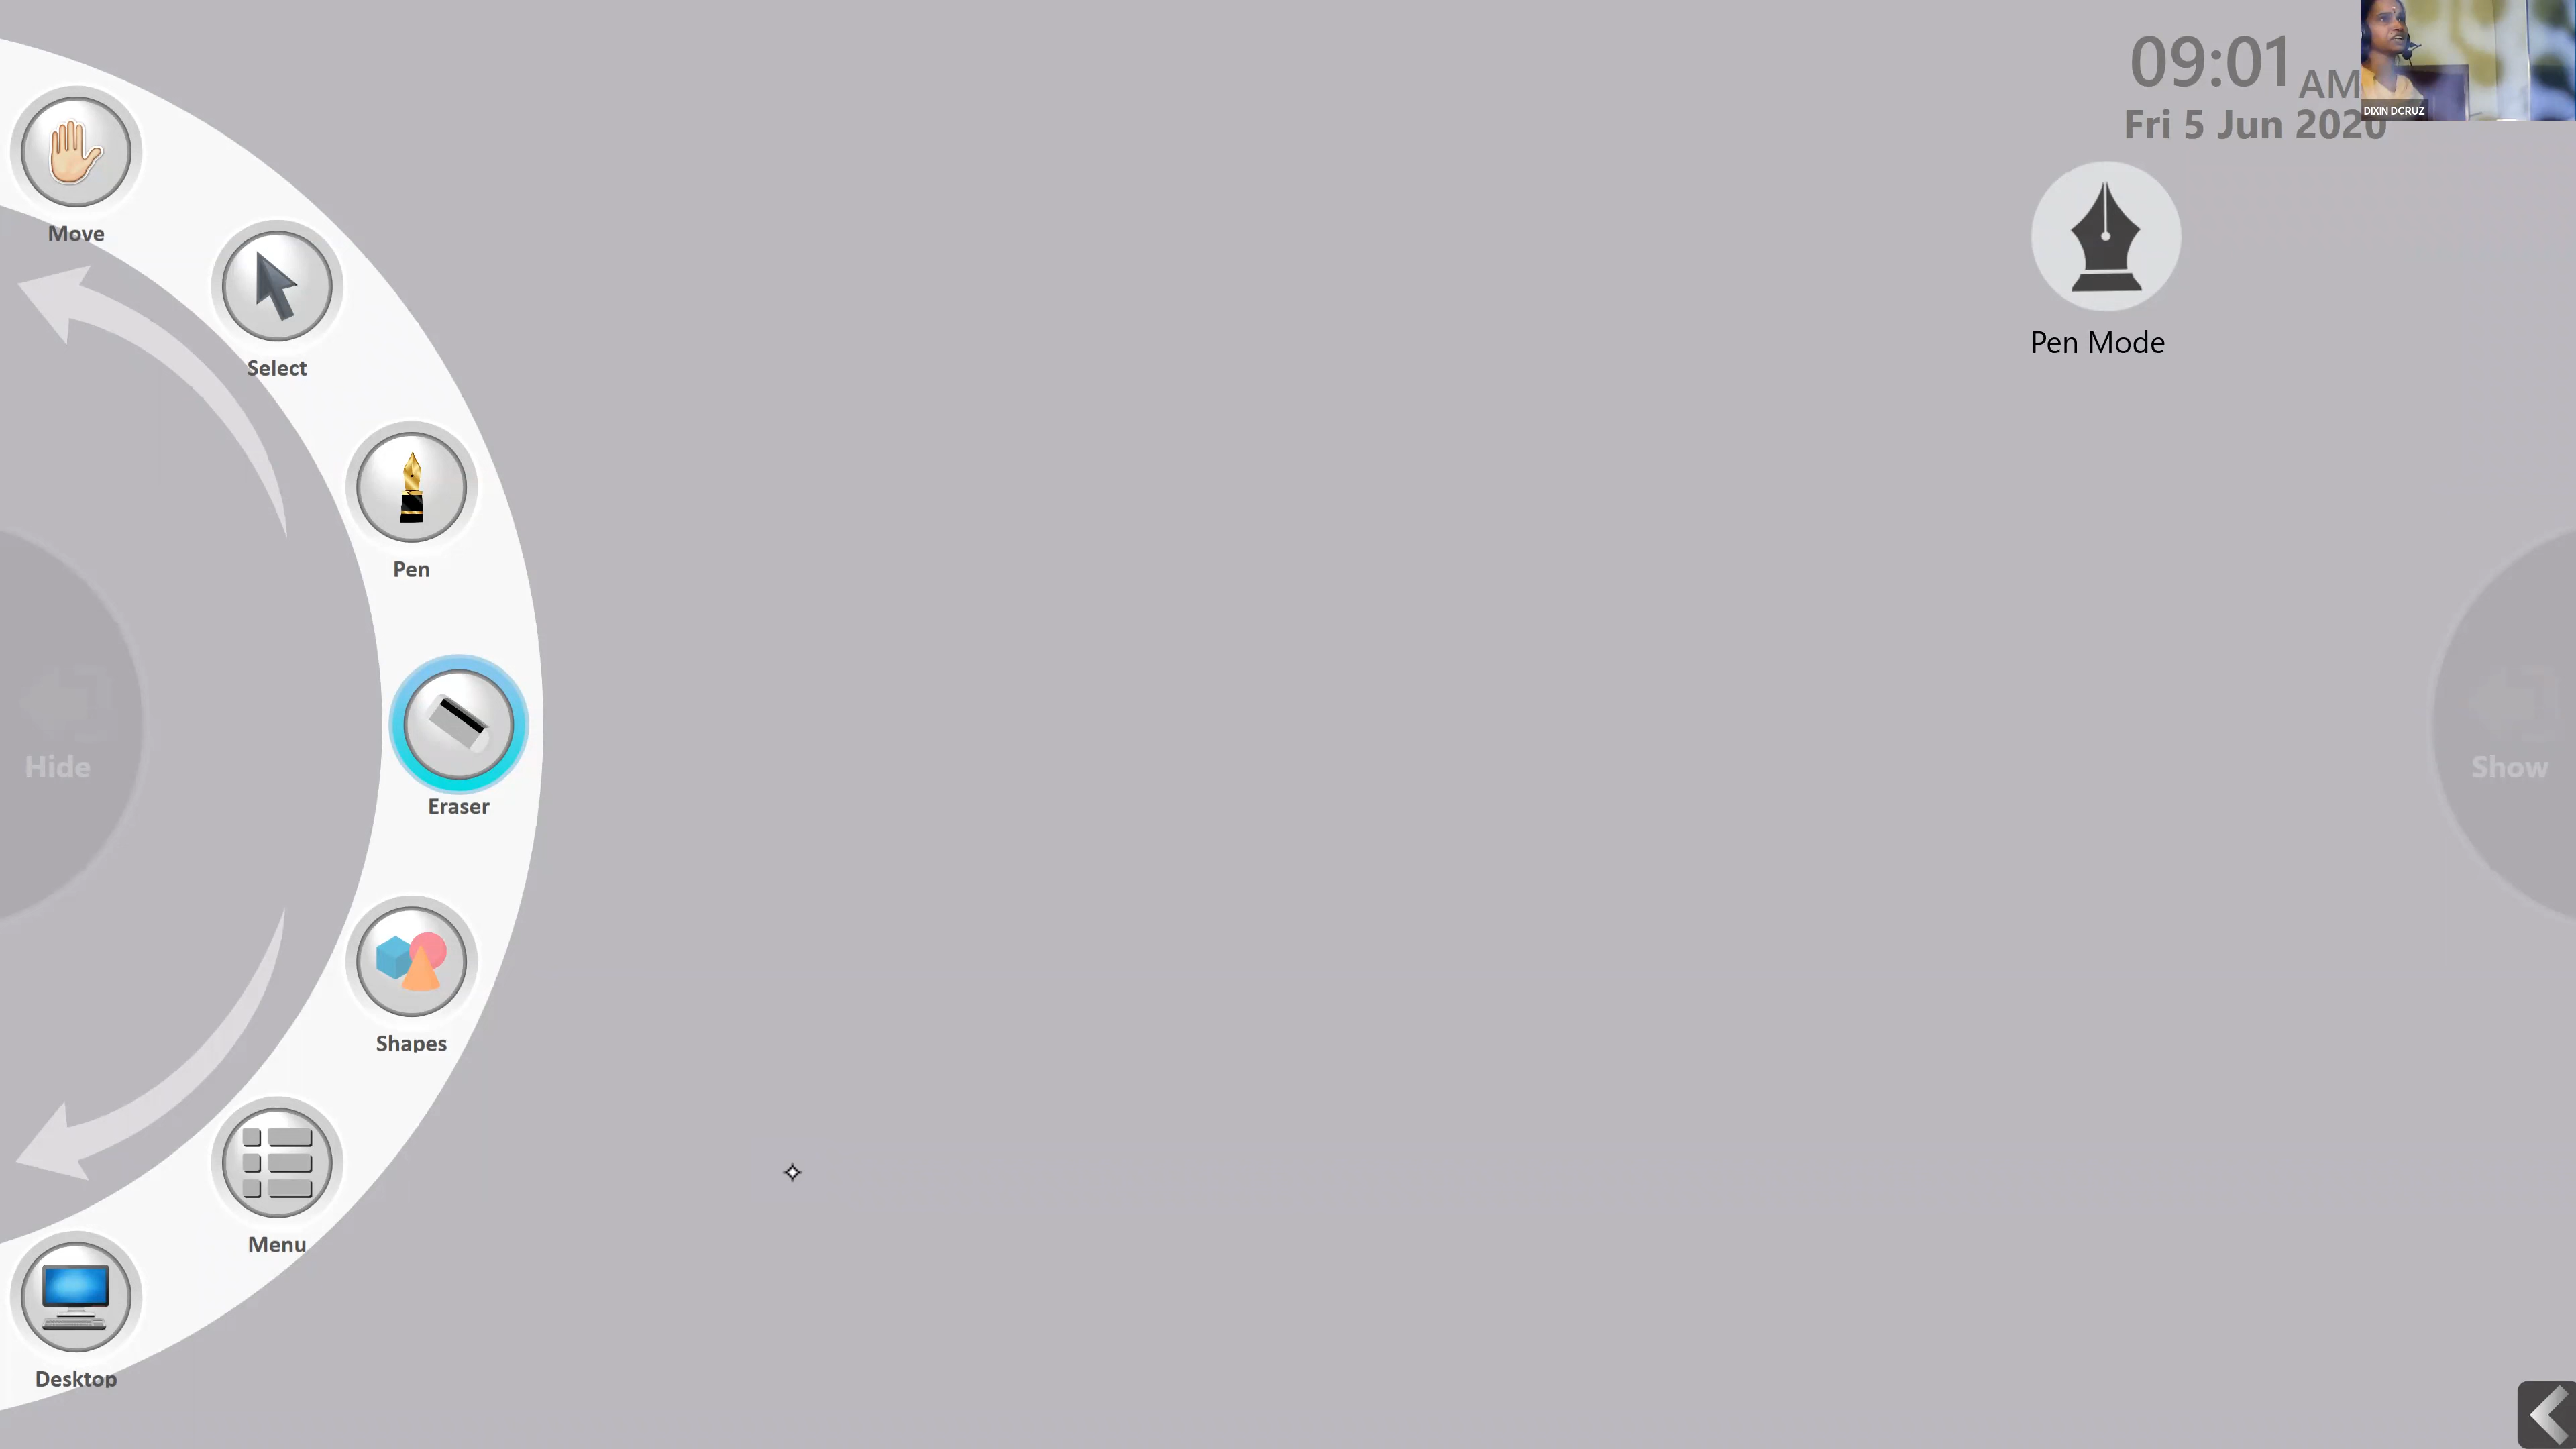 09:01 AM
DIXIN DCRUZ
Fri 5 Jun 2020
Pen Mode
Move
Select
Pen
Hide
Show
Eraser
Shapes
Menu
Desktop